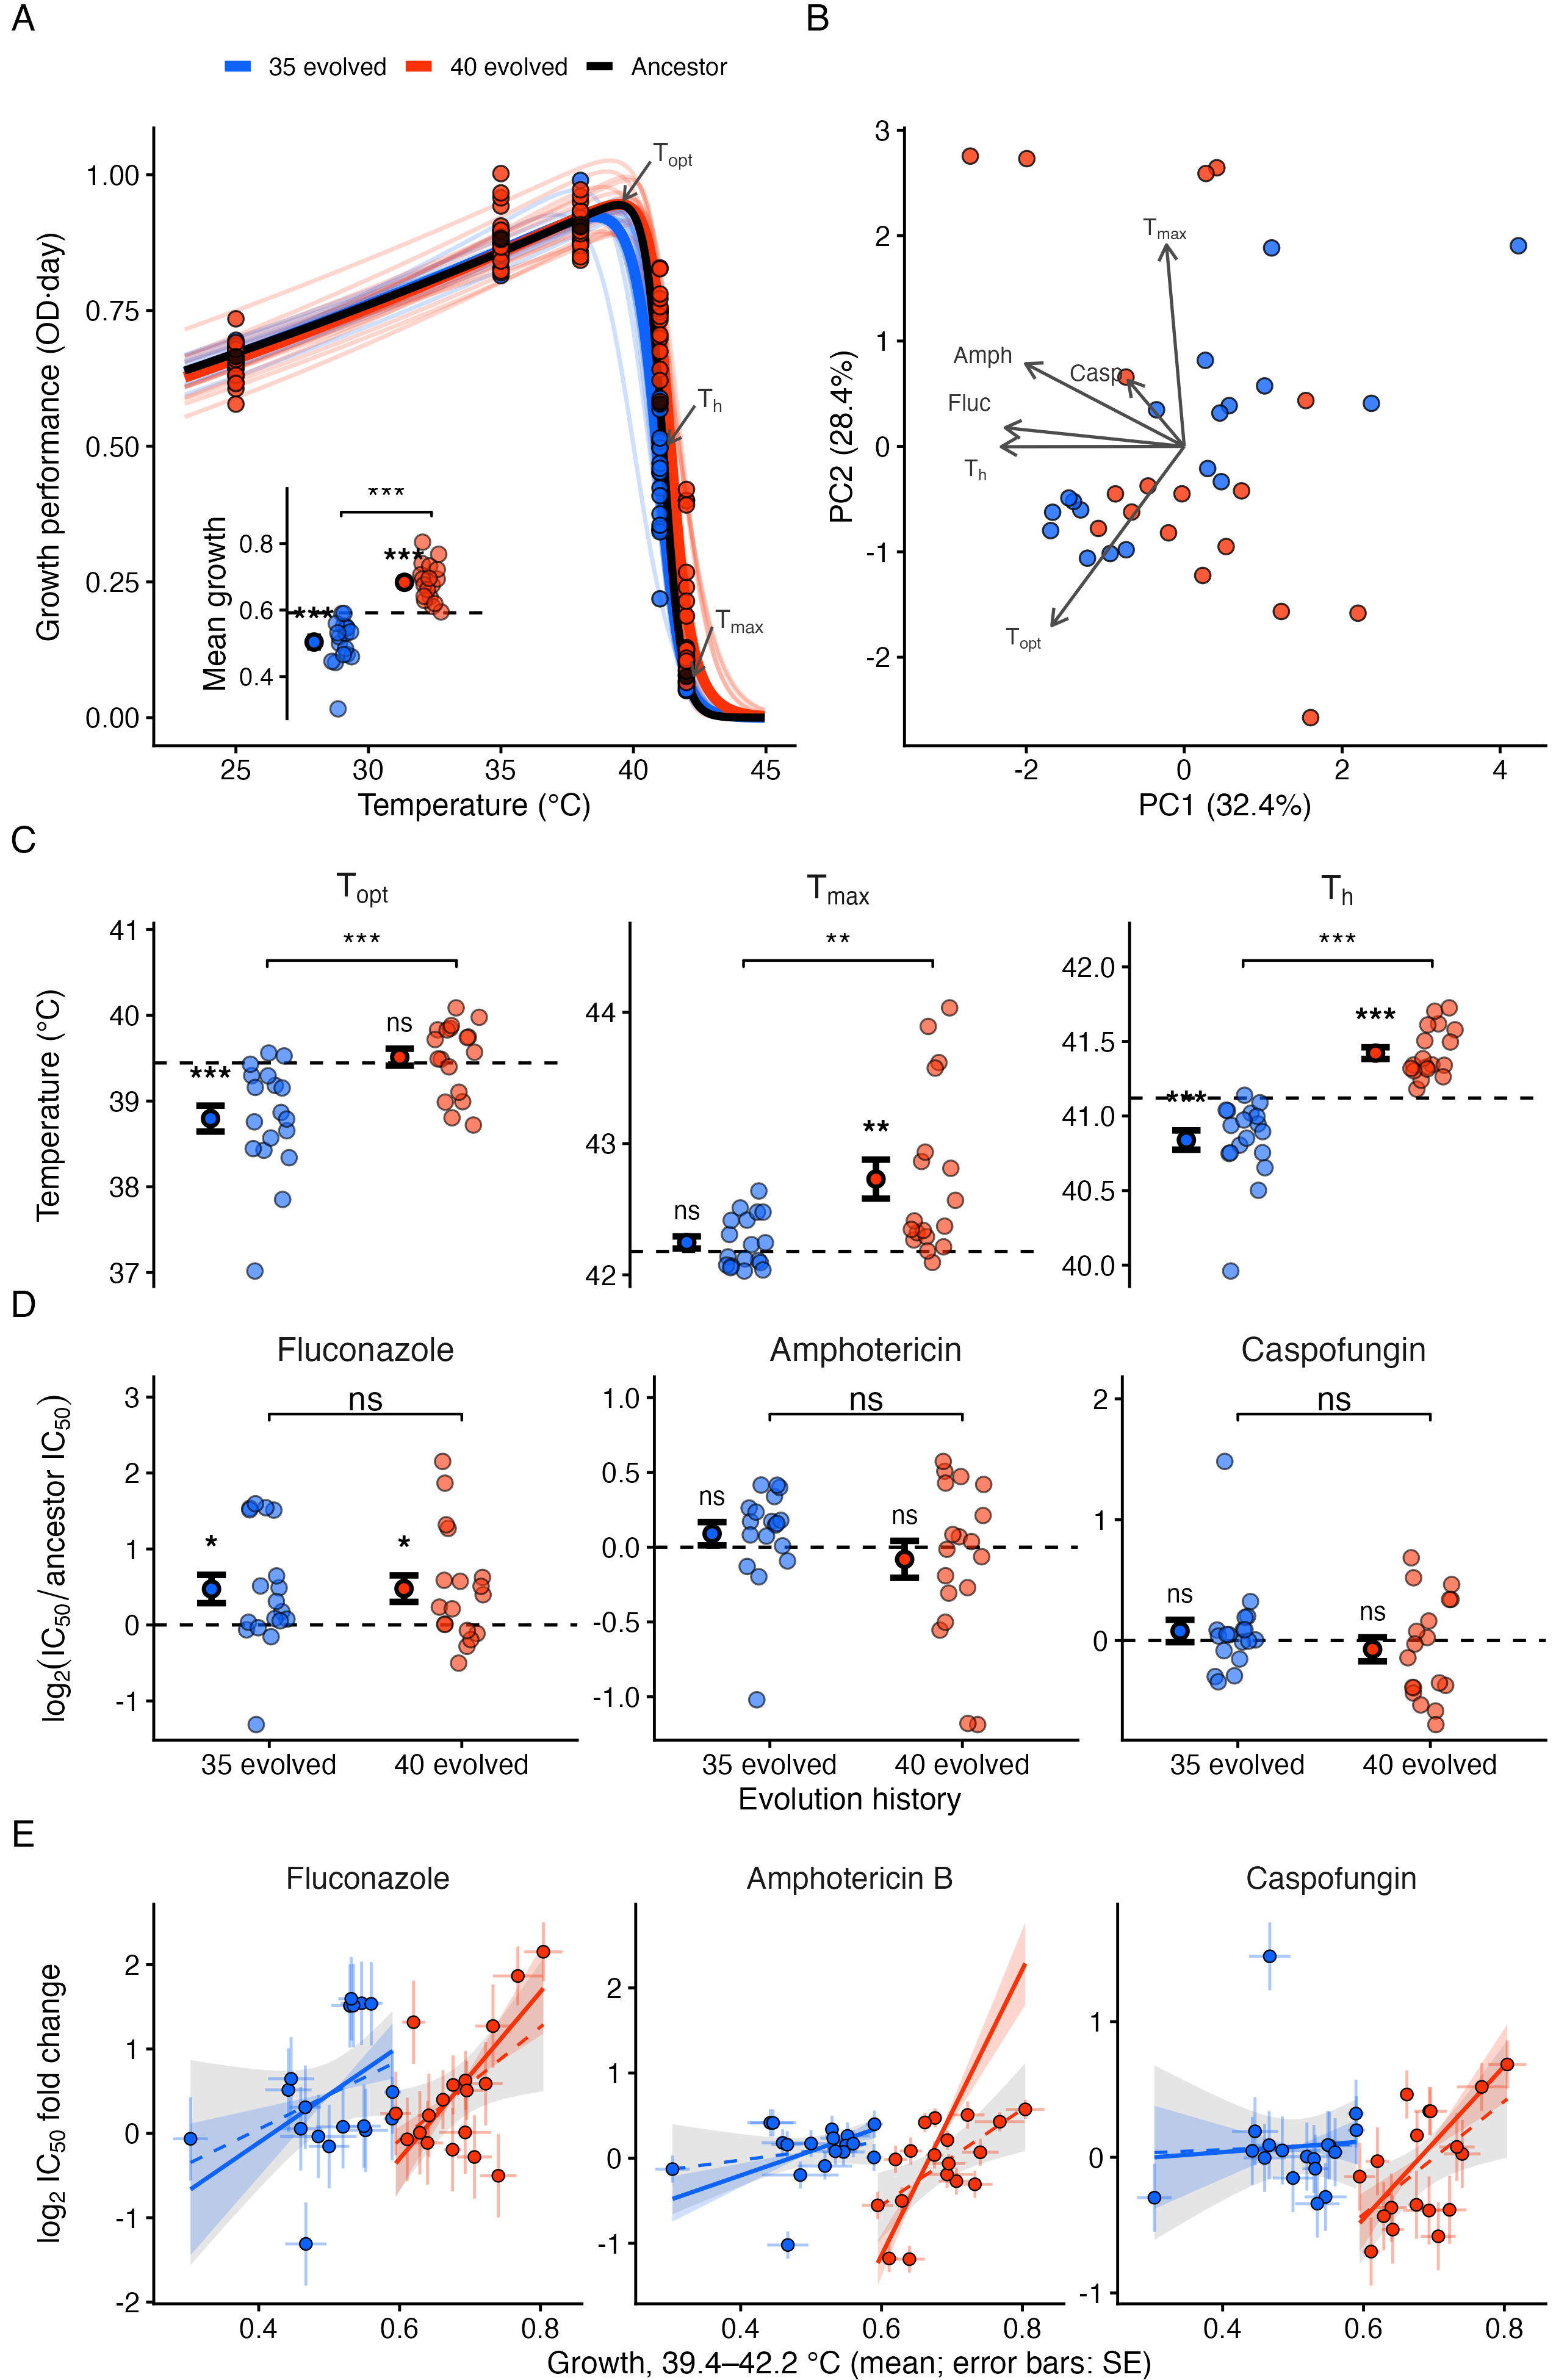 A
B
35 evolved 40 evolved Ancestor
Growth performance (OD·day)
1.00
0.75
0.50
0.25
0.00
25 30 35 40 45
Temperature (°C)
Topt
Th
Tmax
Mean growth
0.8
0.6
0.4
***
***
***
PC2 (28.4%)
3
2
1
0
-1
-2
-2 0 2 4
PC1 (32.4%)
Tmax
Amph
Casp
Fluc
Th
Topt
C
Topt
Tmax
Th
Temperature (°C)
41
40
39
38
37
***
***
ns
44
43
42
**
ns
**
42.0
41.5
41.0
40.5
40.0
***
***
***
D
Fluconazole
Amphotericin
Caspofungin
log2(IC50/ancestor IC50)
3
2
1
0
-1
ns
*
*
1.0
0.5
0.0
-0.5
-1.0
ns
ns
ns
2
1
0
ns
ns
ns
35 evolved 40 evolved
35 evolved 40 evolved
35 evolved 40 evolved
Evolution history
E
Fluconazole
Amphotericin B
Caspofungin
log2 IC50 fold change
2
1
0
-1
-2
2
1
0
-1
1
0
-1
0.4 0.6 0.8
0.4 0.6 0.8
0.4 0.6 0.8
Growth, 39.4–42.2 °C (mean; error bars: SE)